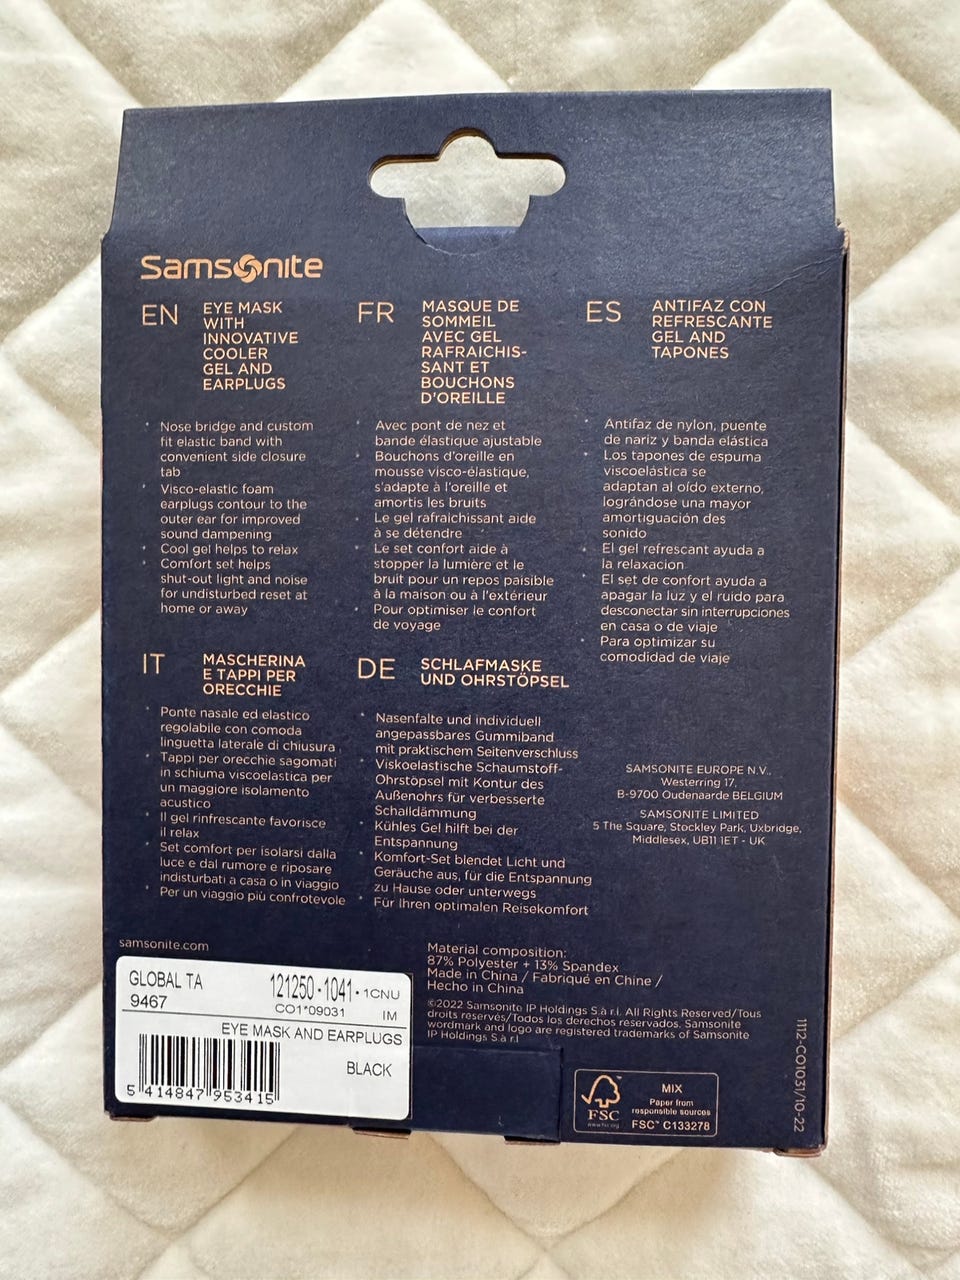 Samsonite
EN
EYE MASK
WITH
INNOVATIVE
COOLER
GEL AND
EARPLUGS
Nose bridge and custom
fit elastic band with
convenient side closure
tab
Visco-elastic foam
earplugs contour to the
outer ear for improved
sound dampening
Cool gel helps to relax
Comfort set helps
shut-out light and noise
for undisturbed reset at
home or away
FR
MASQUE DE
SOMMEIL
AVEC GEL
RAFRAICHIS-
SANT ET
BOUCHONS
D'OREILLE
Avec pont de nez et
bande élastique ajustable
Bouchons d'oreille en
mousse visco-élastique,
s'adapte à l'oreille et
amortis les bruits
Le gel rafraichissant aide
à se détendre
Le set confort aide à
stopper la lumière et le
bruit pour un repos paisible
à la maison ou à l'extérieur
Pour optimiser le confort
de voyage
ES
ANTIFAZ CON
REFRESCANTE
GEL AND
TAPONES
Antifaz de nylon, puente
de nariz y banda elástica
Los tapones de espuma
viscoelástica se
adaptan al oído externo,
lográndose una mayor
amortiguación des
sonido
El gel refrescant ayuda a
la relaxacion
El set de confort ayuda a
apagar la luz y el ruido para
desconectar sin interrupciones
en casa o de viaje
Para optimizar su
comodidad de viaje
IT
MASCHERINA
E TAPPI PER
ORECCHIE
Ponte nasale ed elastico
regolabile con comoda
linguetta laterale di chiusura
Tappi per orecchie sagomati
in schiuma viscoelastica per
un maggiore isolamento
acustico
Il gel rinfrescante favorisce
il relax
Set comfort per isolarsi dalla
luce e dal rumore e riposare
indisturbati a casa o in viaggio
Per un viaggio più confrotevole
DE
SCHLAFMASKE
UND OHRSTÖPSEL
Nasenfalte und individuell
angepassbares Gummiband
mit praktischem Seitenverschluss
Viskoelastische Schaumstoff-
Ohrstöpsel mit Kontur des
Außenohrs für verbesserte
Schalldämmung
Kühles Gel hilft bei der
Entspannung
Komfort-Set blendet Licht und
Geräuche aus, für die Entspannung
zu Hause oder unterwegs
Für Ihren optimalen Reisekomfort
SAMSONITE EUROPE N.V.,
Westerring 17,
B-9700 Oudenaarde BELGIUM
SAMSONITE LIMITED
5 The Square, Stockley Park, Uxbridge,
Middlesex, UB11 1ET - UK
samsonite.com
Material composition:
87% Polyester + 13% Spandex
Made in China / Fabriqué en Chine /
Hecho in China
©2022 Samsonite IP Holdings S.à r.l. All Rights Reserved/Tous
droits resevés/Todos los derechos reservados. Samsonite
wordmark and logo are registered trademarks of Samsonite
IP Holdings S.à r.l
GLOBAL TA
9467
121250-1041-1CNU
CO1*09031
IM
EYE MASK AND EARPLUGS
BLACK
5 414847 953415
FSC
www.fsc.org
MIX
Paper from
responsible sources
FSC™ C133278
1112-CO1031/10-22